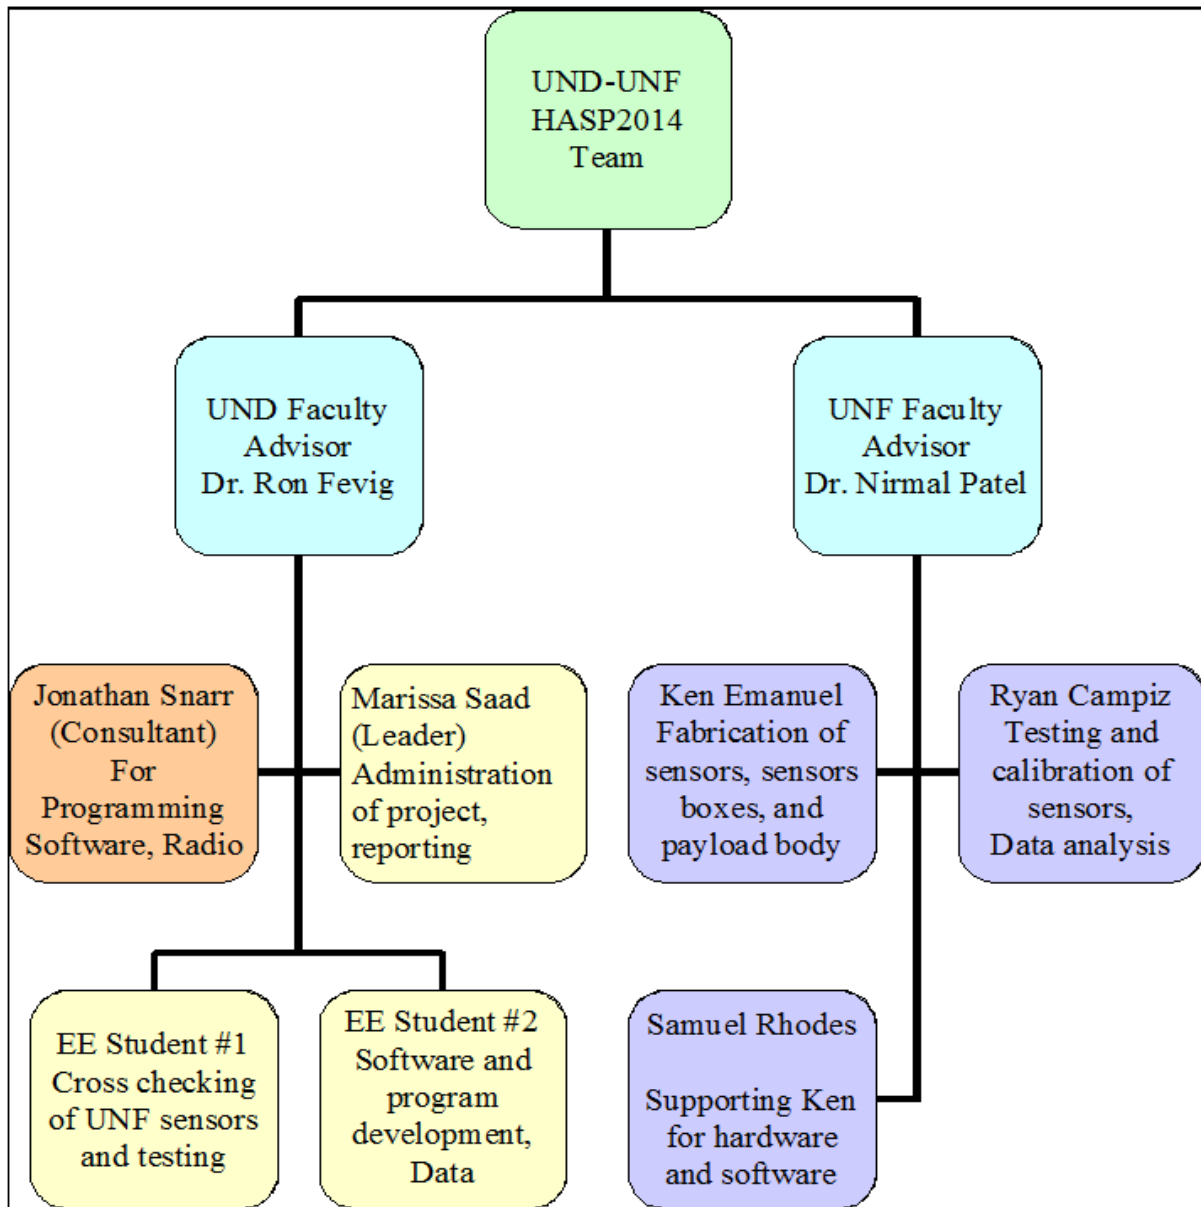 UND-UNF
HASP2014
Team
UND Faculty
Advisor
Dr. Ron Fevig
UNF Faculty
Advisor
Dr. Nirmal Patel
Jonathan Snarr
(Consultant)
For
Programming
Software, Radio
Marissa Saad
(Leader)
Administration
of project,
reporting
Ken Emanuel
Fabrication of
sensors, sensors
boxes, and
payload body
Ryan Campiz
Testing and
calibration of
sensors,
Data analysis
EE Student #1
Cross checking
of UNF sensors
and testing
EE Student #2
Software and
program
development,
Data
Samuel Rhodes
Supporting Ken
for hardware
and software